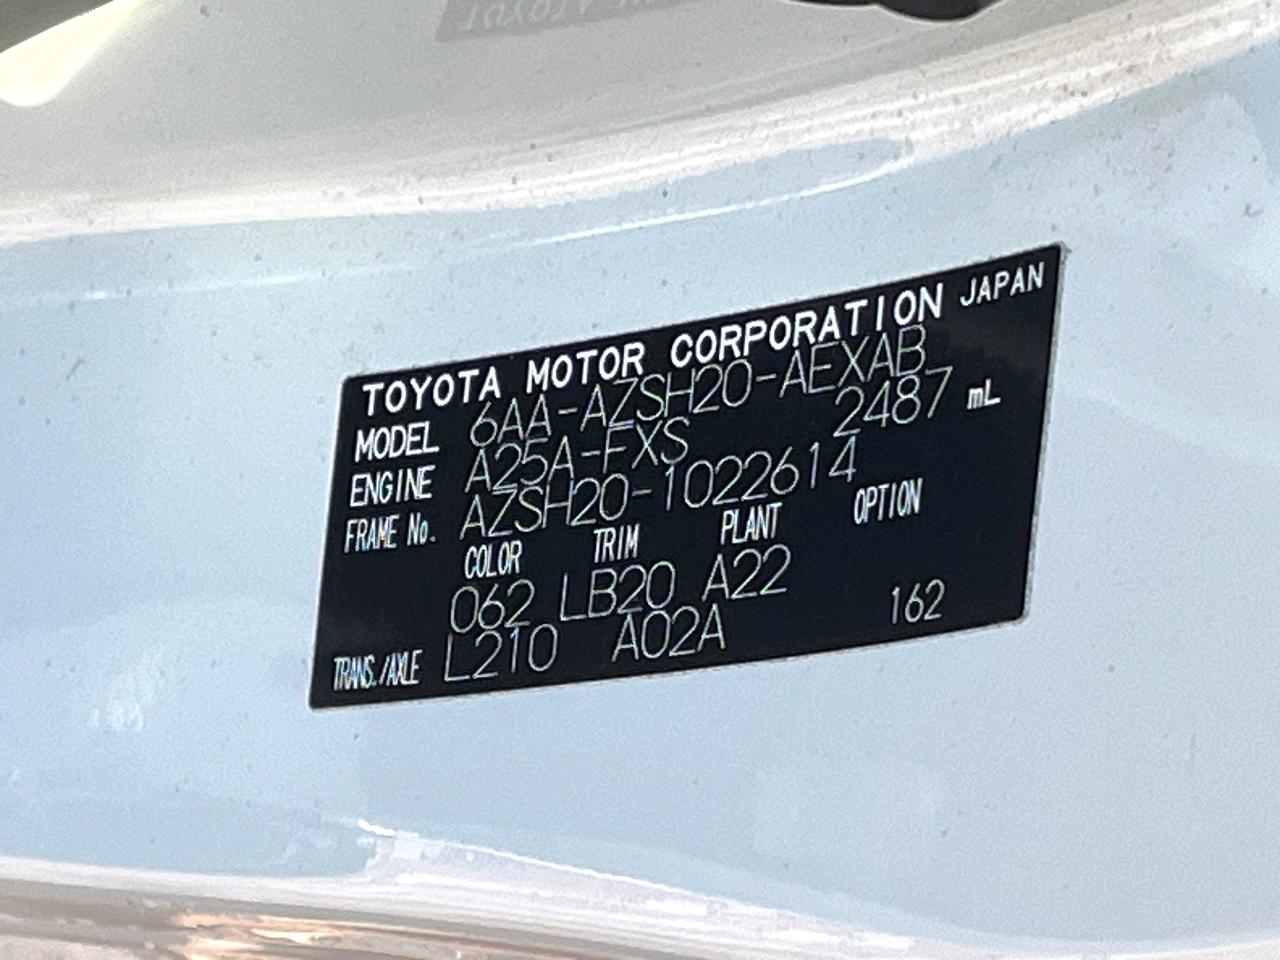 TOYOTA MOTOR CORPORATION JAPAN
MODEL 6AA-AZSH20-AEXAB
ENGINE A25A-FXS 2487 mL
FRAME No. AZSH20-1022614
COLOR TRIM PLANT OPTION
062 LB20 A22
TRANS./AXLE L210 A02A 162